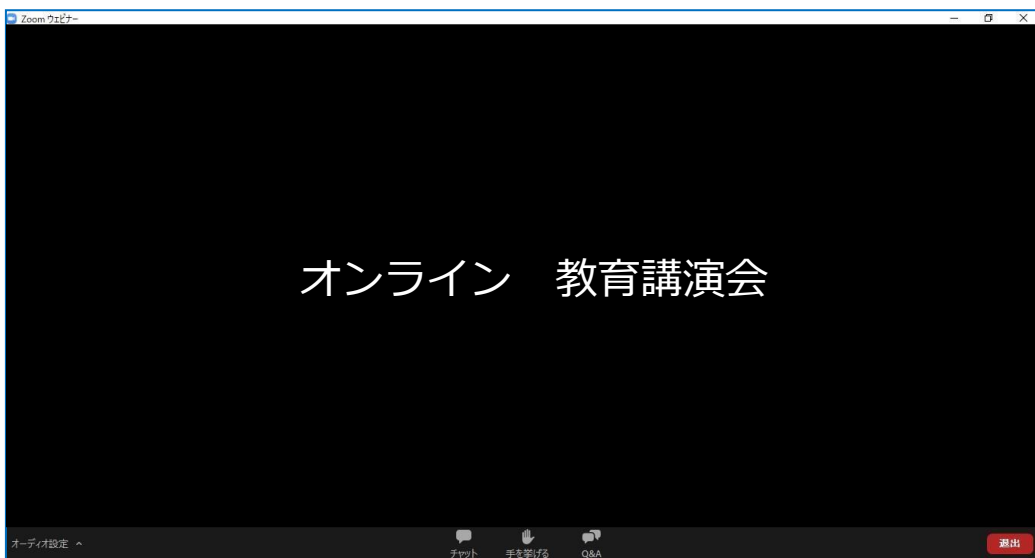 Zoom ウェビナー
オンライン　教育講演会
オーディオ設定
チャット
手を挙げる
Q&A
退出